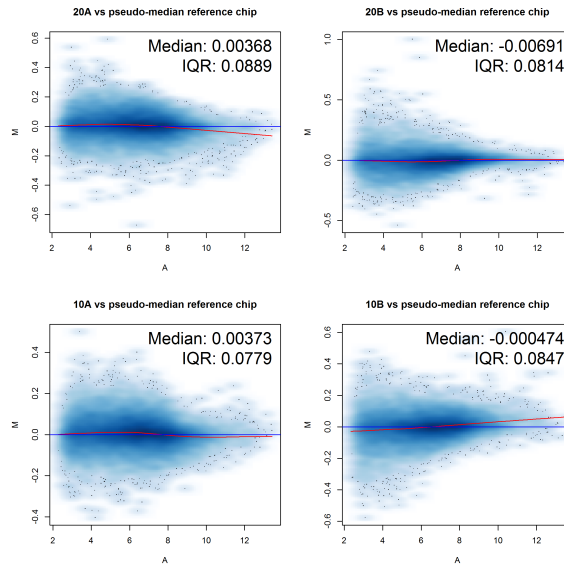 20A vs pseudo-median reference chip
Median: 0.00368
IQR: 0.0889
0.6
0.4
0.2
0.0
-0.2
-0.4
-0.6
M
2 4 6 8 10 12
A
20B vs pseudo-median reference chip
Median: -0.00691
IQR: 0.0814
1.0
0.5
0.0
-0.5
M
2 4 6 8 10 12
A
10A vs pseudo-median reference chip
Median: 0.00373
IQR: 0.0779
0.4
0.2
0.0
-0.2
-0.4
M
2 4 6 8 10 12
A
10B vs pseudo-median reference chip
Median: -0.000474
IQR: 0.0847
0.6
0.4
0.2
0.0
-0.2
-0.4
-0.6
M
2 4 6 8 10 12
A